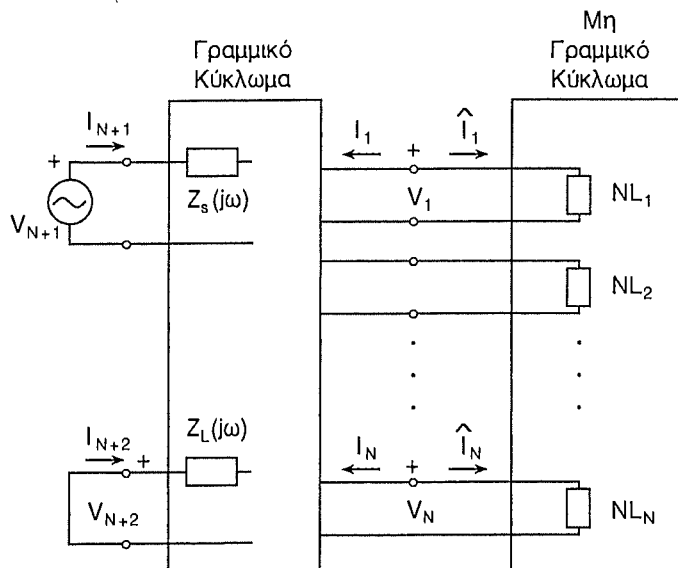 Μη
Γραμμικό
Κύκλωμα
Γραμμικό
Κύκλωμα
I_{N+1}
+
Z_s(jω)
V_{N+1}
I_1
+
Î_1
V_1
NL_1
NL_2
I_{N+2}
+
Z_L(jω)
V_{N+2}
I_N
+
Î_N
V_N
NL_N